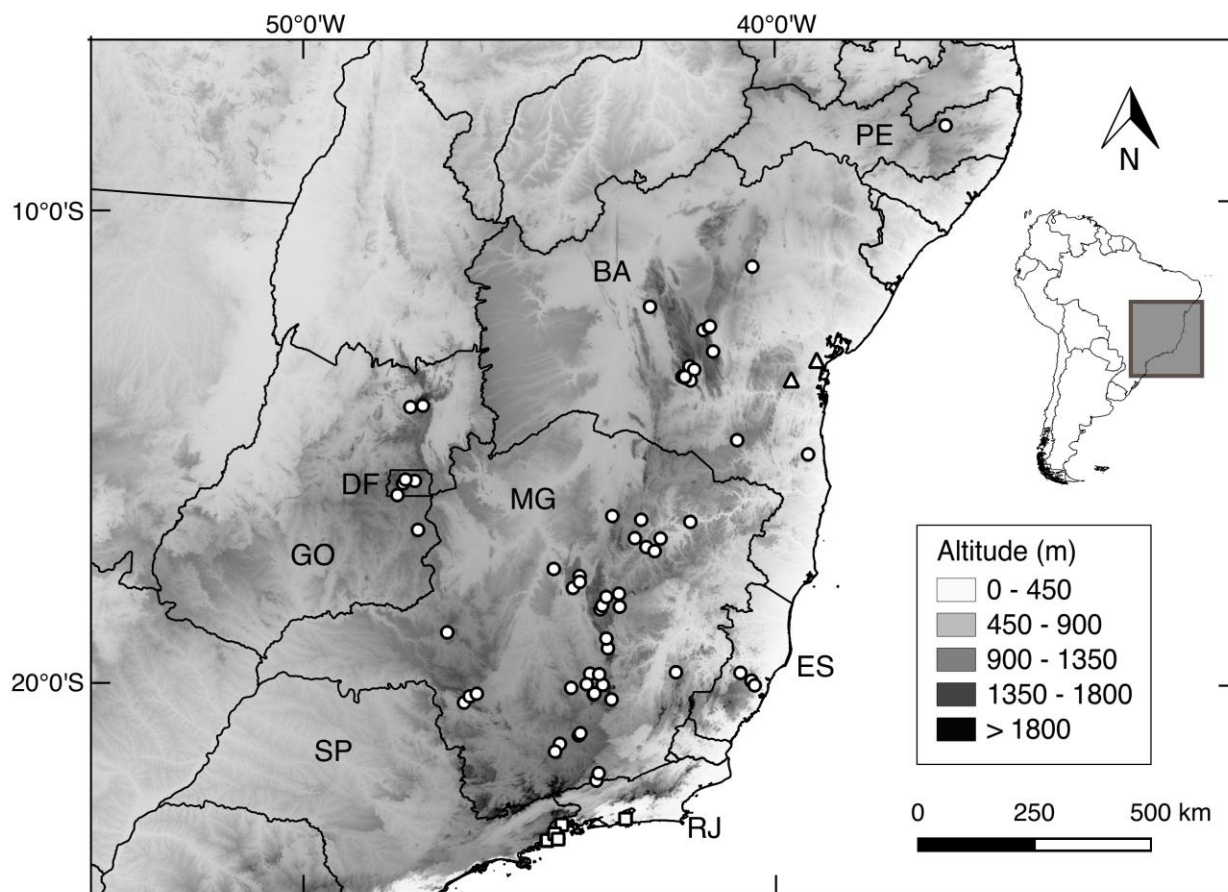 50°0'W
40°0'W
PE
N
10°0'S
BA
DF
MG
GO
Altitude (m)
0 - 450
450 - 900
900 - 1350
1350 - 1800
> 1800
ES
20°0'S
SP
RJ
0
250
500 km